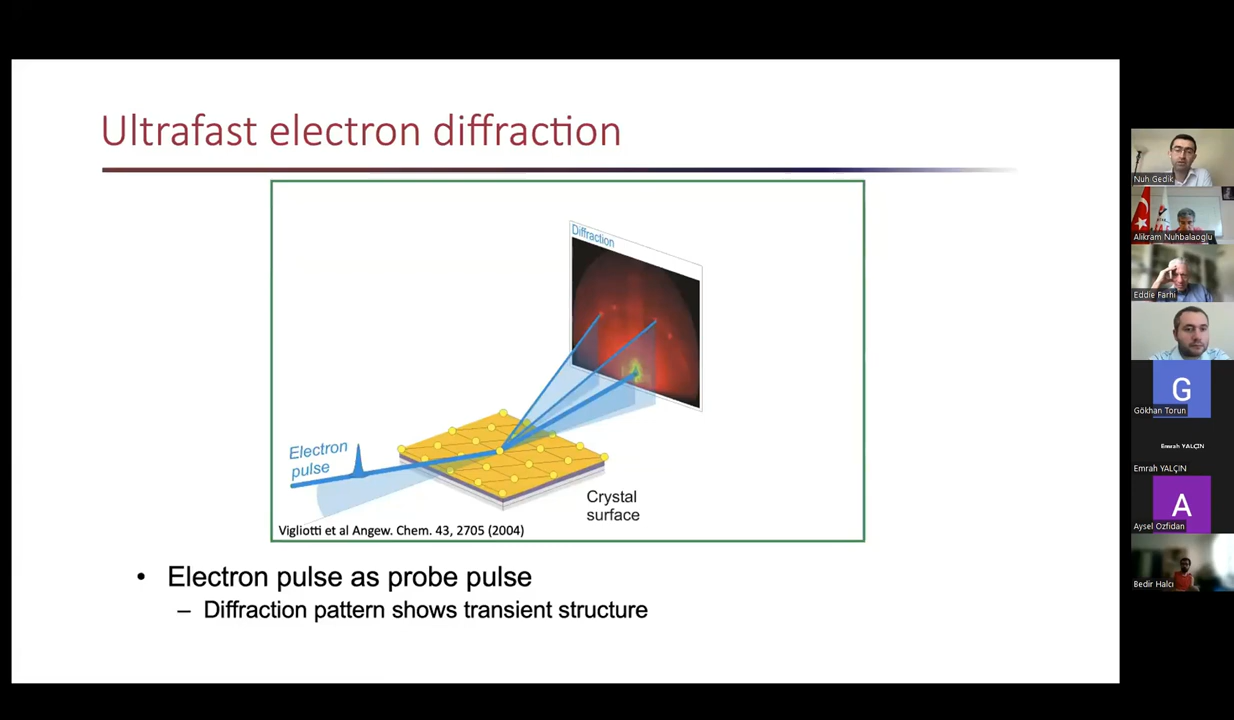 Ultrafast electron diffraction
Diffraction
Electron
pulse
Crystal
surface
Vigliotti et al Angew. Chem. 43, 2705 (2004)
• Electron pulse as probe pulse
– Diffraction pattern shows transient structure
Nuh Gedik
Alikram Nuhbalaoglu
Eddie Farhi
G
Gökhan Torun
Emrah YALÇIN
Emrah YALÇIN
A
Aysel Ozfidan
Bedir Halcı